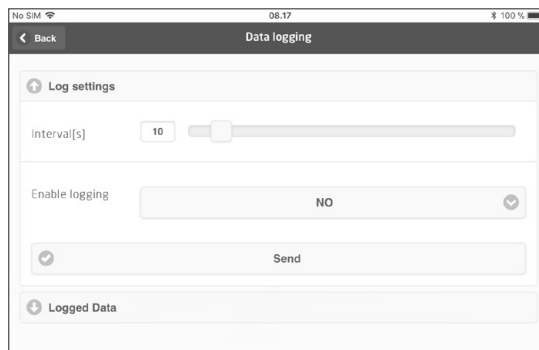 No SIM 08.17 100 %
Back Data logging
Log settings
Interval[s] 10
Enable logging NO
Send
Logged Data